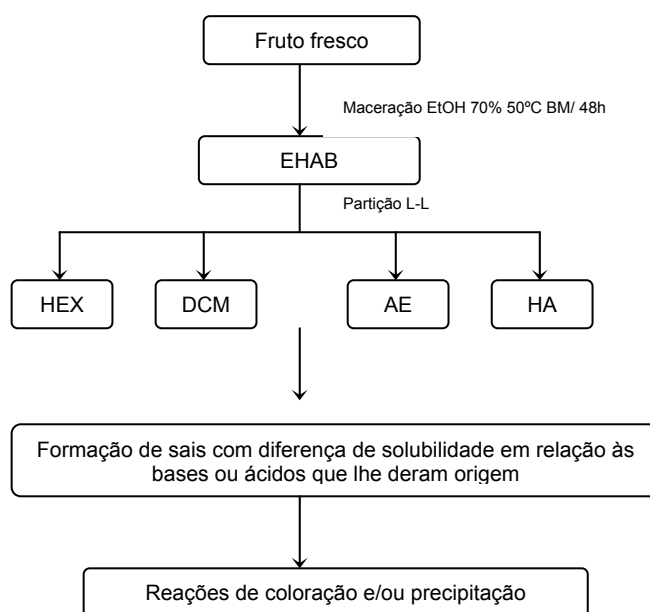 Fruto fresco
Maceração EtOH 70% 50ºC BM/ 48h
EHAB
Partição L-L
HEX DCM AE HA
Formação de sais com diferença de solubilidade em relação às
bases ou ácidos que lhe deram origem
Reações de coloração e/ou precipitação